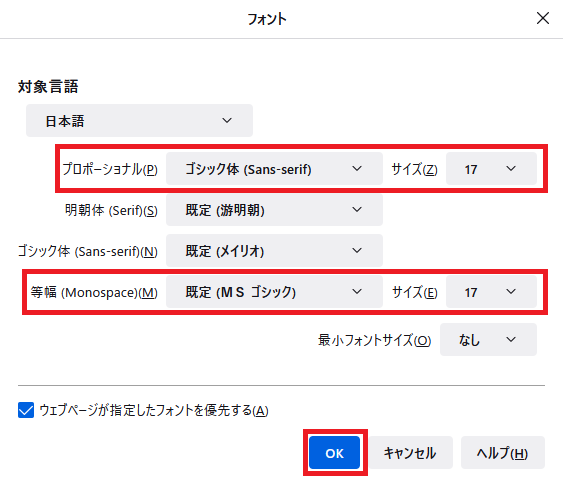 フォント
対象言語
日本語
プロポーショナル(P) ゴシック体 (Sans-serif) サイズ(Z) 17
明朝体 (Serif)(S) 既定 (游明朝)
ゴシック体 (Sans-serif)(N) 既定 (メイリオ)
等幅 (Monospace)(M) 既定 (ＭＳ ゴシック) サイズ(E) 17
最小フォントサイズ(O) なし
ウェブページが指定したフォントを優先する(A)
OK キャンセル ヘルプ(H)